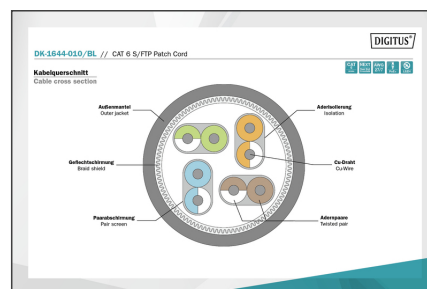 DIGITUS®
DK-1644-010/BL // CAT 6 S/FTP Patch Cord
Kabelquerschnitt
Cable cross section
Außenmantel
Outer jacket
Aderisolierung
Isolation
Geflechtschirmung
Braid shield
Cu-Draht
Cu-Wire
Paarabschirmung
Pair screen
Aderpaare
Twisted pair